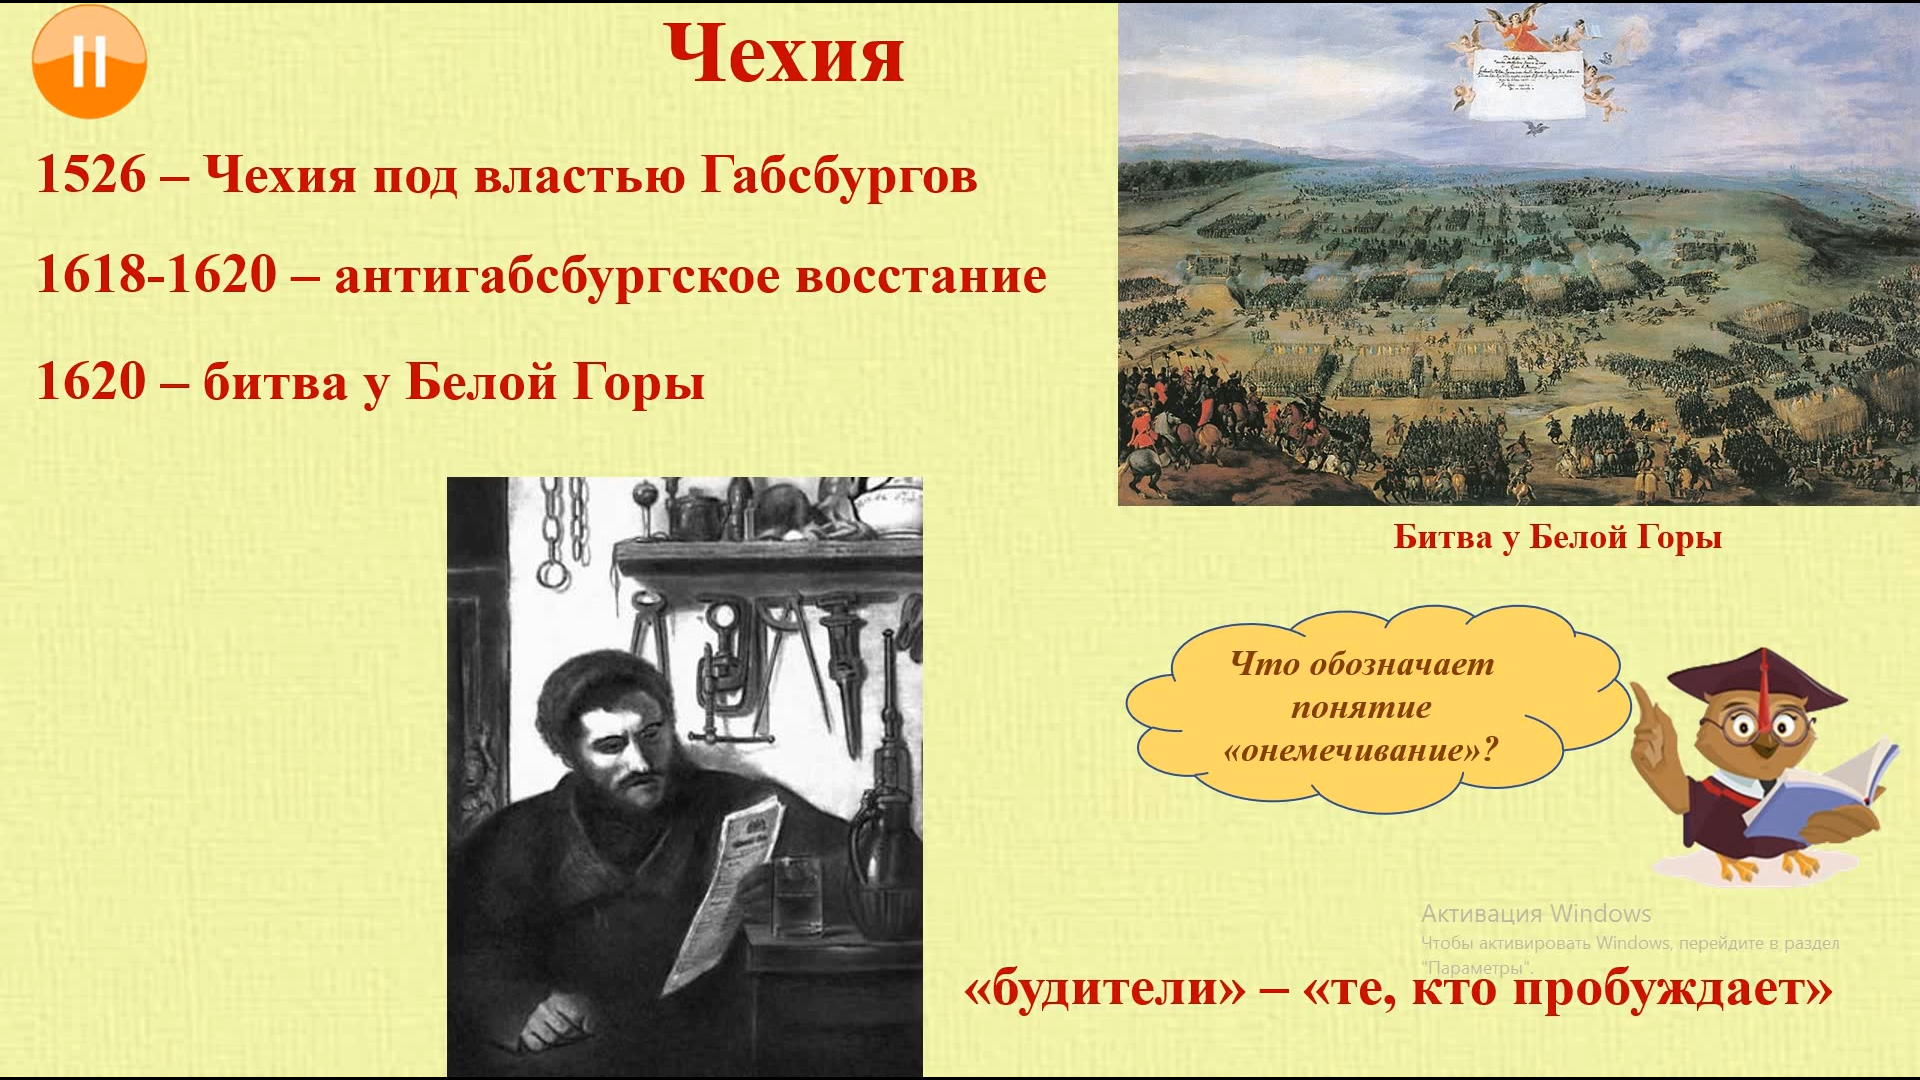 Чехия
1526 – Чехия под властью Габсбургов
1618-1620 – антигабсбургское восстание
1620 – битва у Белой Горы
Битва у Белой Горы
Что обозначает
понятие
«онемечивание»?
Активация Windows
Чтобы активировать Windows, перейдите в раздел
"Параметры".
«будители» – «те, кто пробуждает»